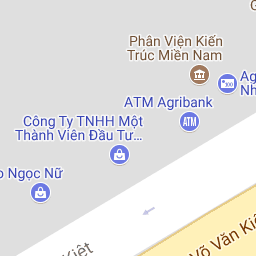 Phân Viện Kiến
Trúc Miền Nam
ATM Agribank
ATM
Công Ty TNHH Một
Thành Viên Đầu Tư...
Ngọc Nữ
Kiệt
Võ Văn